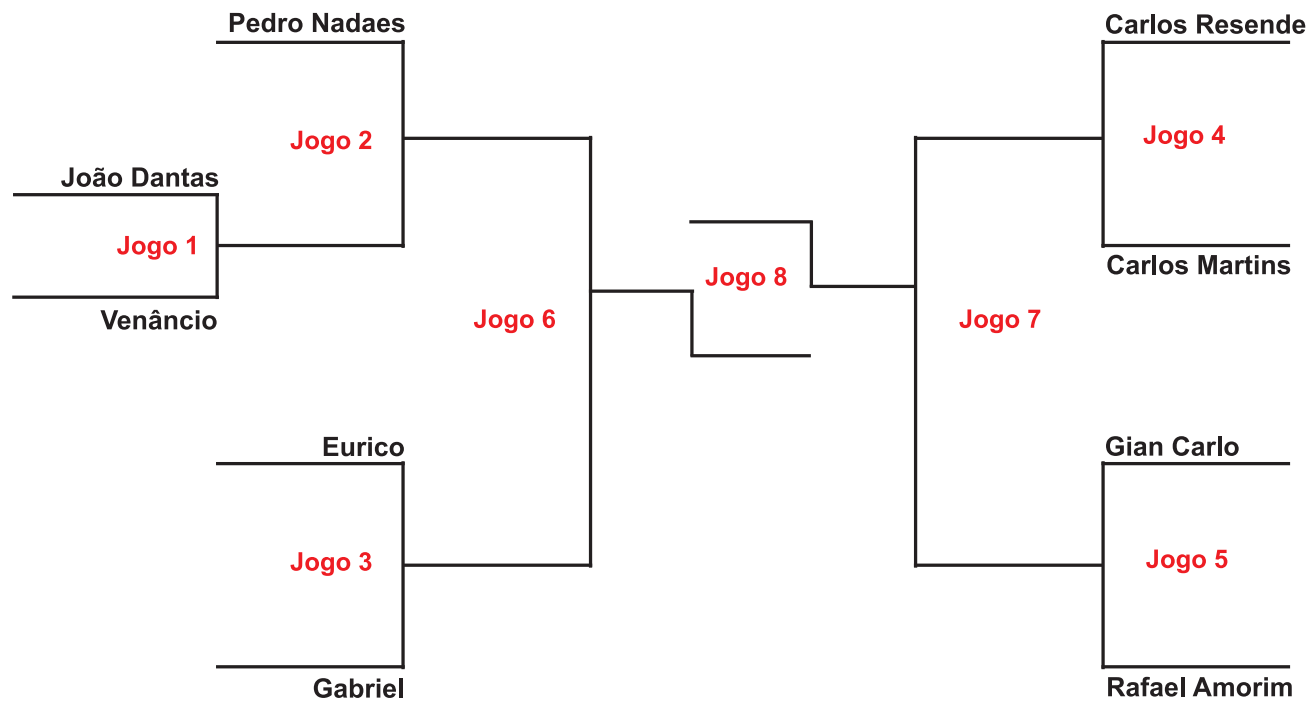 Pedro Nadaes
Carlos Resende
Jogo 2
Jogo 4
João Dantas
Jogo 1
Venâncio
Jogo 8
Carlos Martins
Jogo 6
Jogo 7
Eurico
Gian Carlo
Jogo 3
Jogo 5
Gabriel
Rafael Amorim